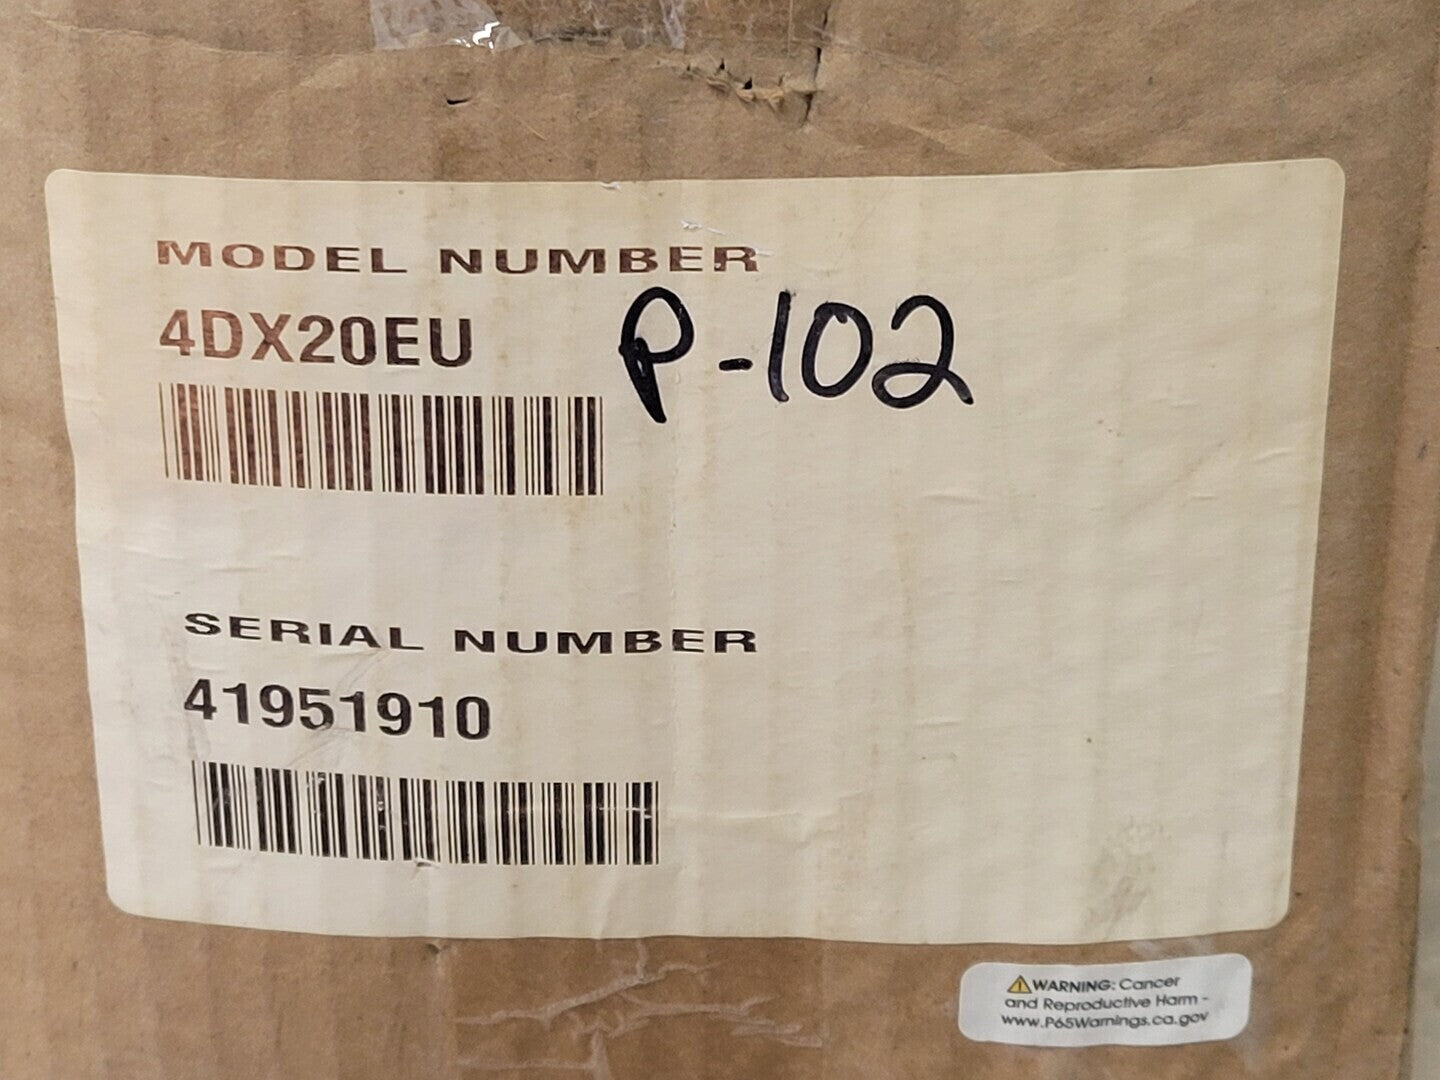 MODEL NUMBER
4DX20EU
P-102
SERIAL NUMBER
41951910
⚠WARNING: Cancer
and Reproductive Harm -
www.P65Warnings.ca.gov